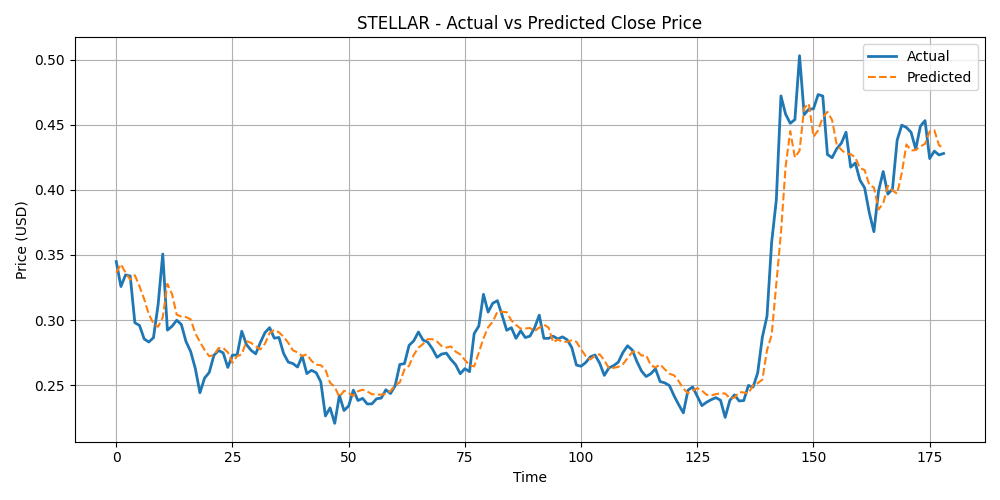 STELLAR - Actual vs Predicted Close Price
Actual
Predicted
Price (USD)
0.50
0.45
0.40
0.35
0.30
0.25
0 25 50 75 100 125 150 175
Time